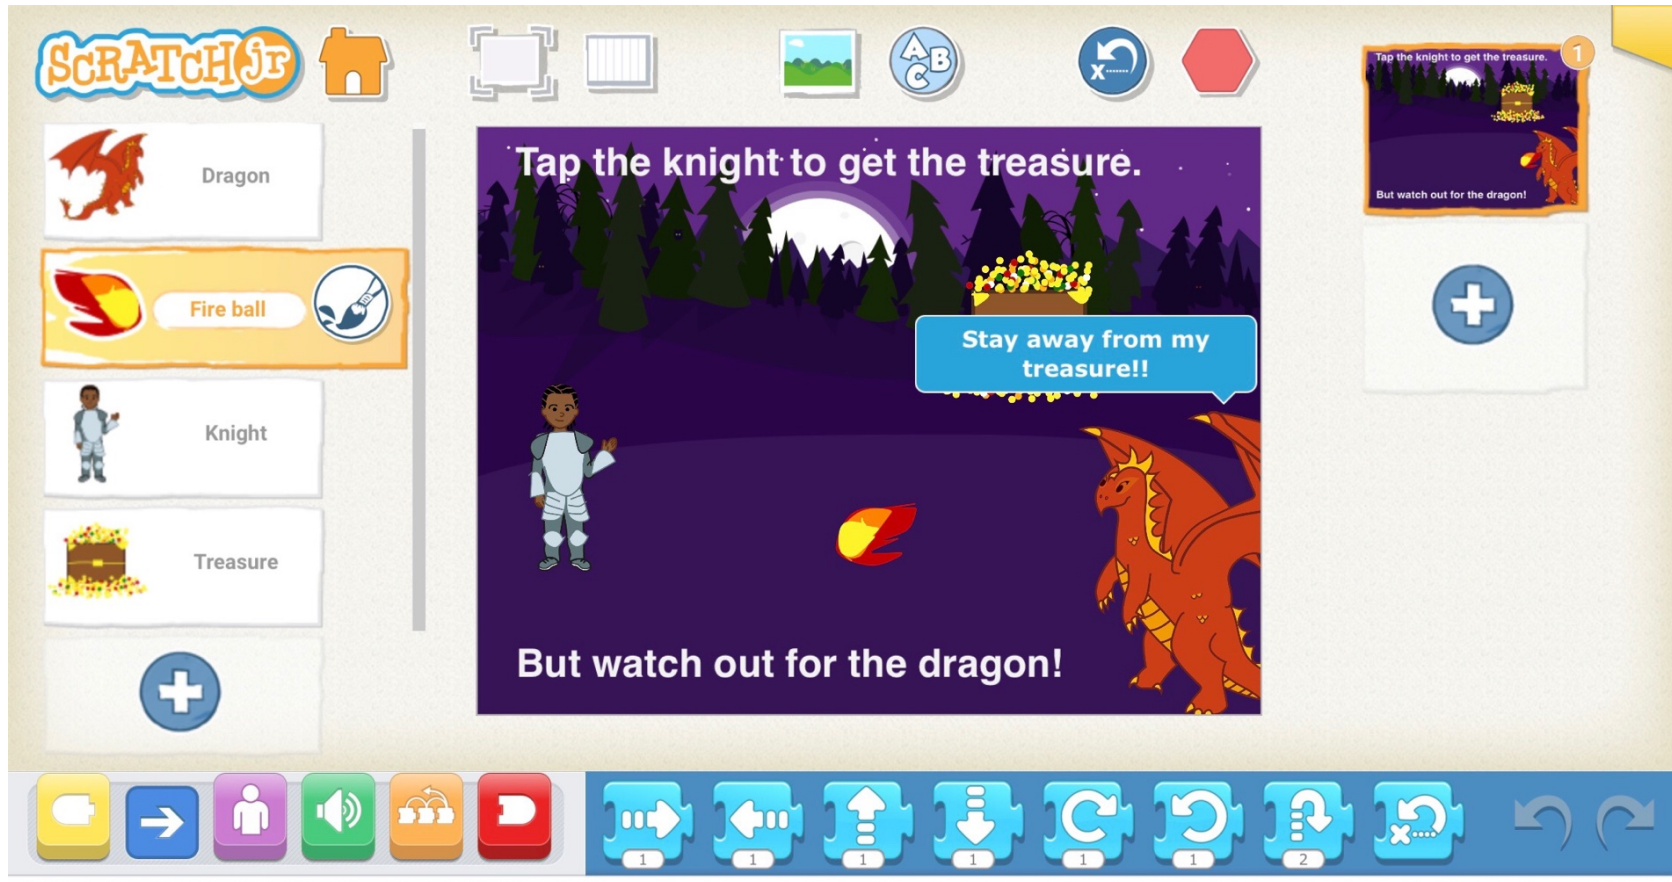 SCRATCH jr
A B C
x
1
Tap the knight to get the treasure.
But watch out for the dragon!
Dragon
Fire ball
Knight
Treasure
Tap the knight to get the treasure.
Stay away from my
treasure!!
But watch out for the dragon!
1
1
1
1
1
1
2
x